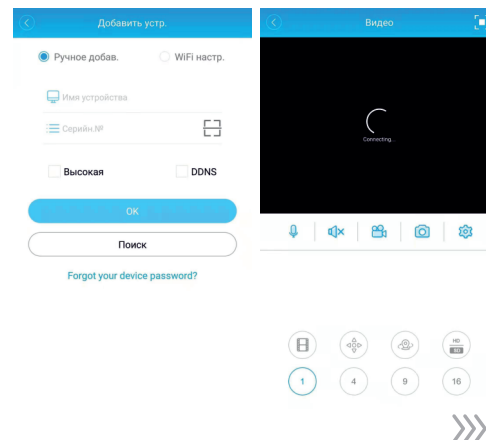 Добавить устр.
Ручное добав.
WiFi настр.
Имя устройства
Серийн.№
Высокая
DDNS
OK
Поиск
Forgot your device password?
Видео
Connecting...
HD
SD
1
4
9
16